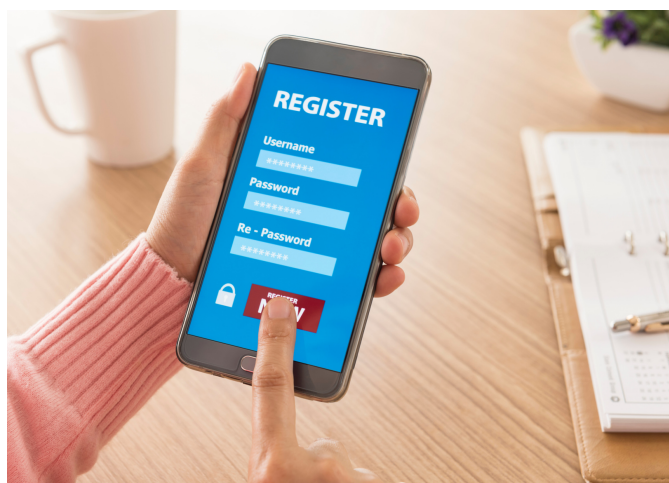 REGISTER
Username
********
Password
********
Re - Password
********
REGISTER